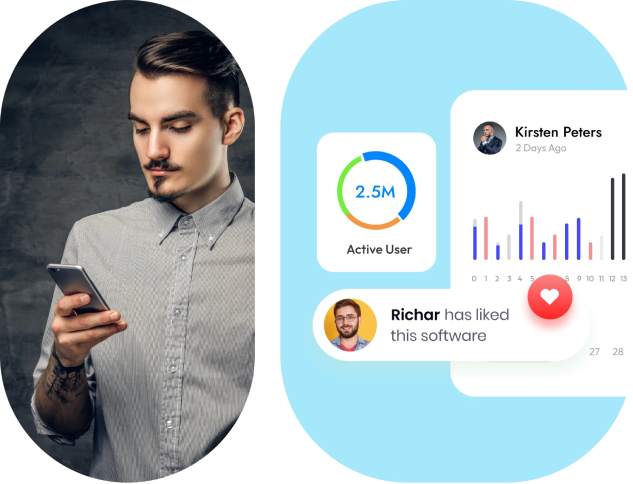 Kirsten Peters
2 Days Ago
2.5M
Active User
0 1 2 3 4 5 8 9 10 11 12 13
Richar has liked
this software
27 28